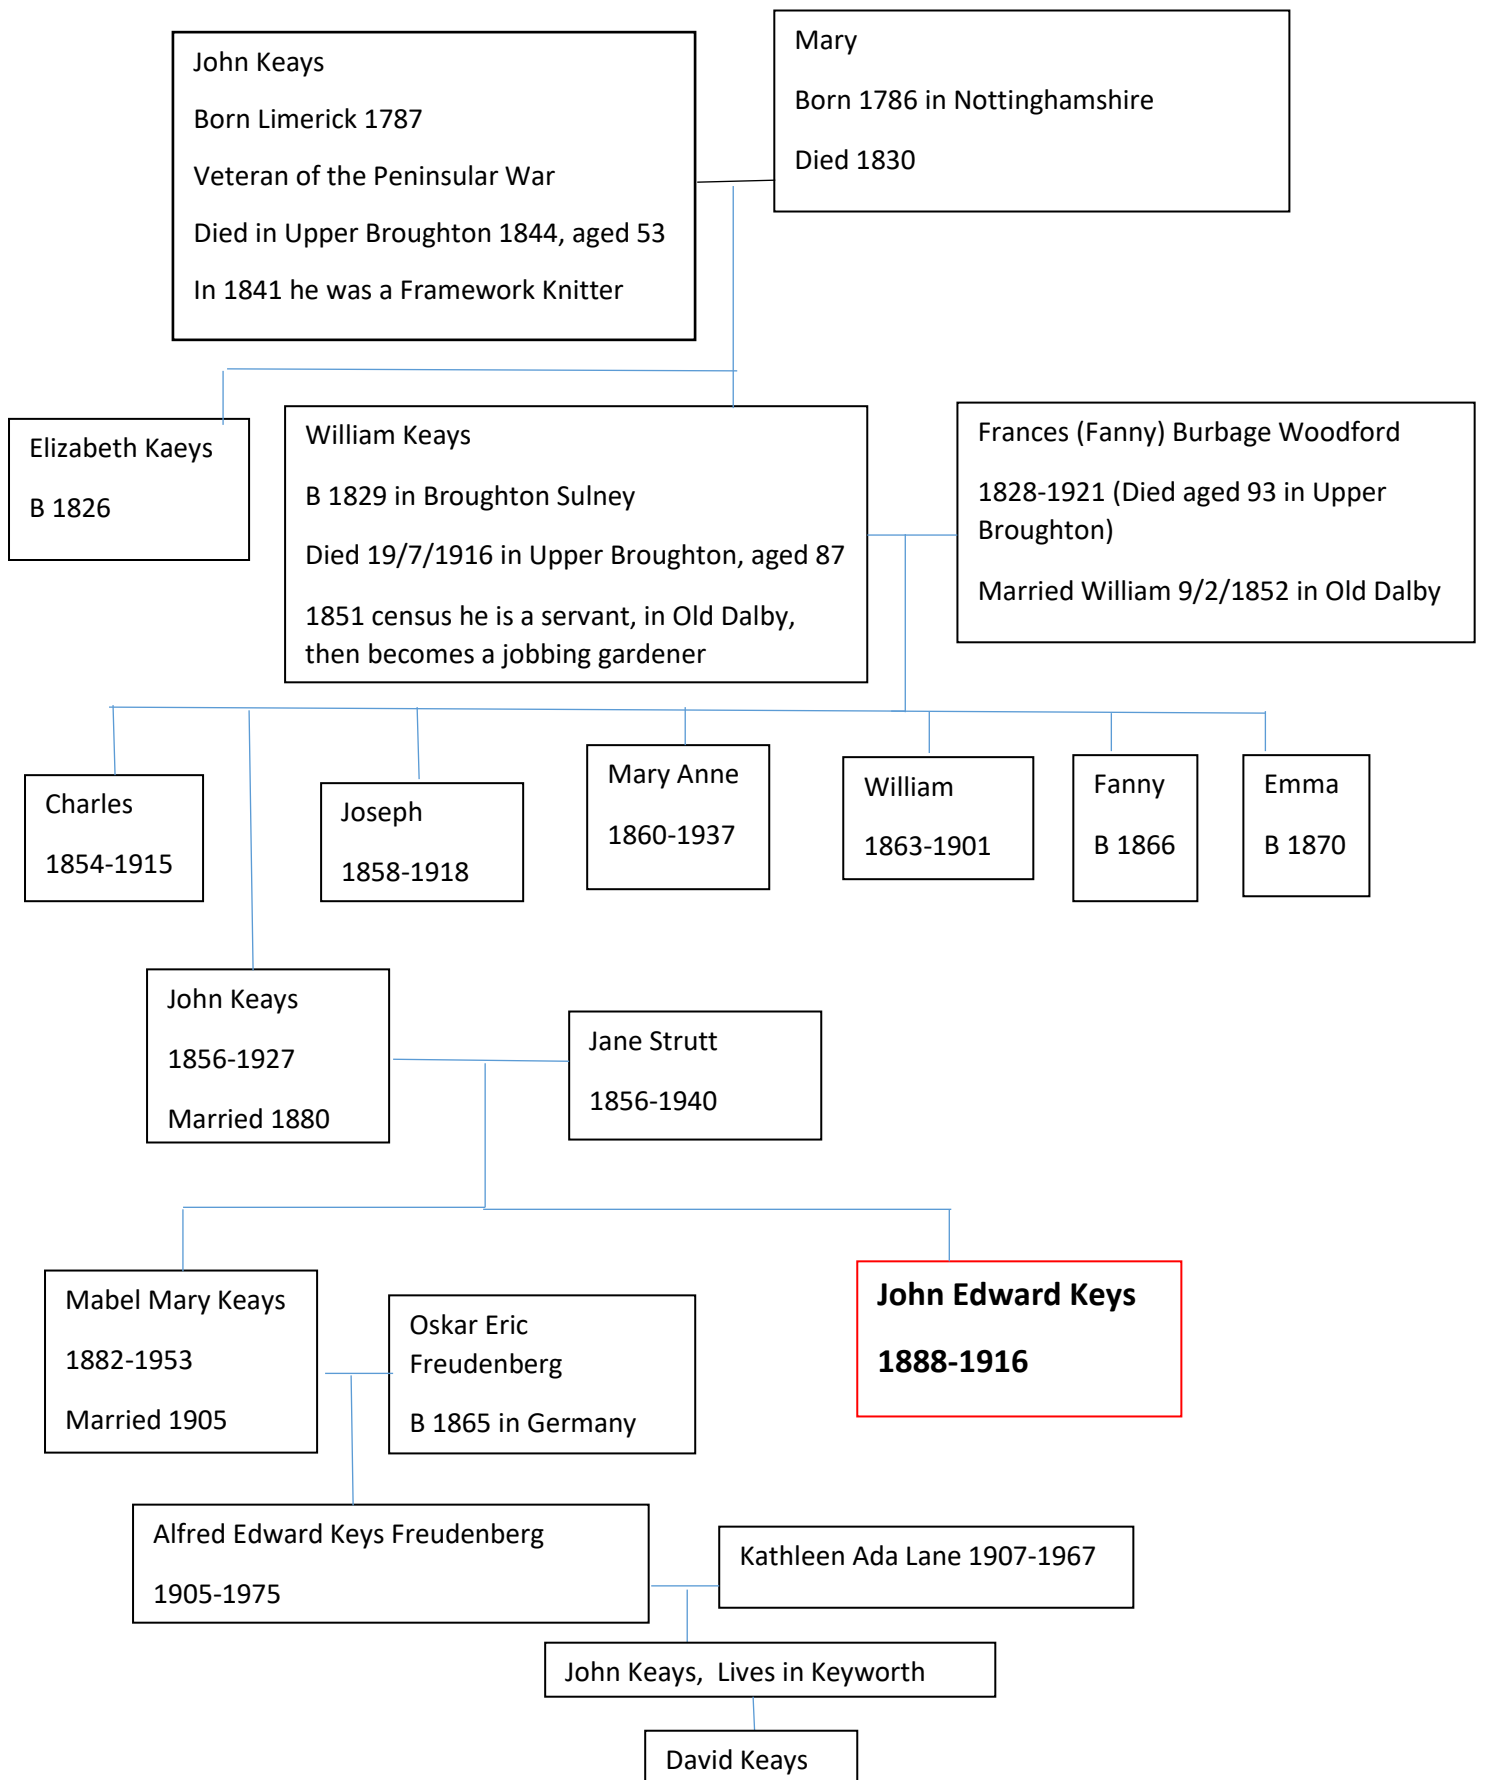 John Keays
Born Limerick 1787
Veteran of the Peninsular War
Died in Upper Broughton 1844, aged 53
In 1841 he was a Framework Knitter
Mary
Born 1786 in Nottinghamshire
Died 1830
Elizabeth Kaeys
B 1826
William Keays
B 1829 in Broughton Sulney
Died 19/7/1916 in Upper Broughton, aged 87
1851 census he is a servant, in Old Dalby,
then becomes a jobbing gardener
Frances (Fanny) Burbage Woodford
1828-1921 (Died aged 93 in Upper
Broughton)
Married William 9/2/1852 in Old Dalby
Charles
1854-1915
Joseph
1858-1918
Mary Anne
1860-1937
William
1863-1901
Fanny
B 1866
Emma
B 1870
John Keays
1856-1927
Married 1880
Jane Strutt
1856-1940
Mabel Mary Keays
1882-1953
Married 1905
Oskar Eric
Freudenberg
B 1865 in Germany
John Edward Keys
1888-1916
Alfred Edward Keys Freudenberg
1905-1975
Kathleen Ada Lane 1907-1967
John Keays,  Lives in Keyworth
David Keays